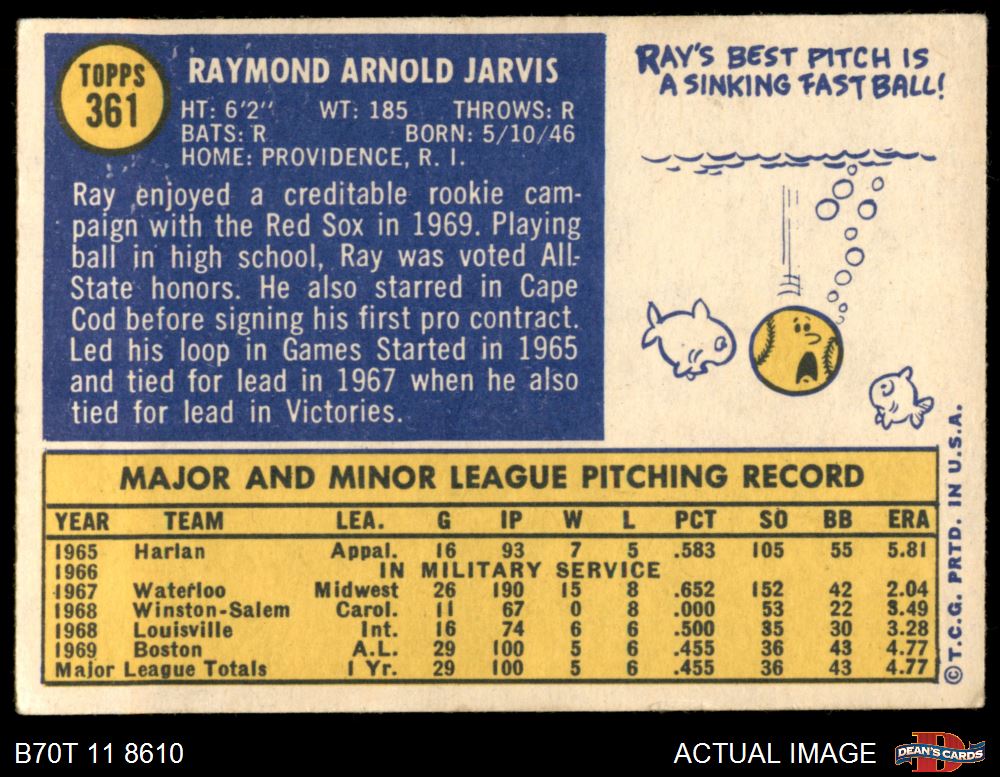 TOPPS
361
RAYMOND ARNOLD JARVIS
HT: 6'2" WT: 185 THROWS: R
BATS: R BORN: 5/10/46
HOME: PROVIDENCE, R. I.
Ray enjoyed a creditable rookie cam-
paign with the Red Sox in 1969. Playing
ball in high school, Ray was voted All-
State honors. He also starred in Cape
Cod before signing his first pro contract.
Led his loop in Games Started in 1965
and tied for lead in 1967 when he also
tied for lead in Victories.
RAY'S BEST PITCH IS
A SINKING FAST BALL!
MAJOR AND MINOR LEAGUE PITCHING RECORD
YEAR TEAM LEA. G IP W L PCT SO BB ERA
1965 Harlan Appal. 16 93 7 5 .583 105 55 5.81
1966 IN MILITARY SERVICE
1967 Waterloo Midwest 26 190 15 8 .652 152 42 2.04
1968 Winston-Salem Carol. 11 67 0 8 .000 53 22 3.49
1968 Louisville Int. 16 74 6 6 .500 35 30 3.28
1969 Boston A.L. 29 100 5 6 .455 36 43 4.77
Major League Totals 1 Yr. 29 100 5 6 .455 36 43 4.77
© T.C.G. PRTD. IN U.S.A.
B70T 11 8610
ACTUAL IMAGE
D
DEAN'S CARDS